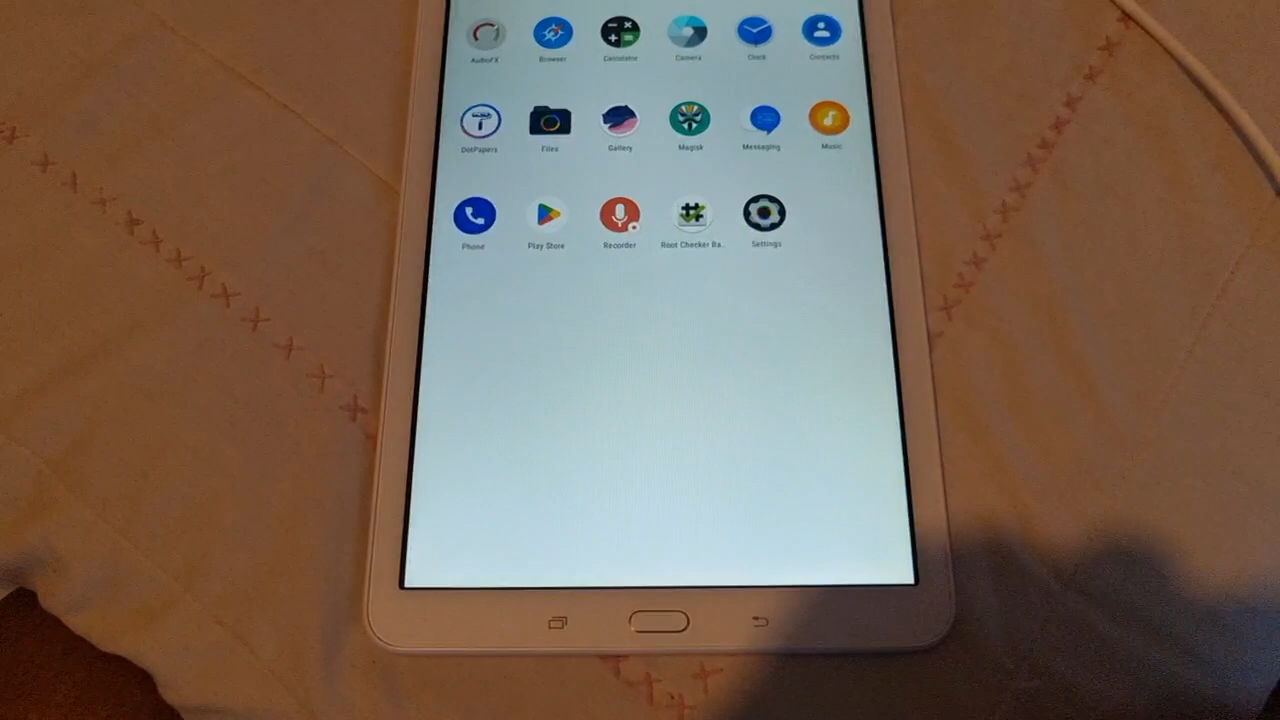 AudioFX Browser Calculator Camera Clock Contacts
DotPapers Files Gallery Magisk Messaging Music
Phone Play Store Recorder Root Checker Ba.. Settings